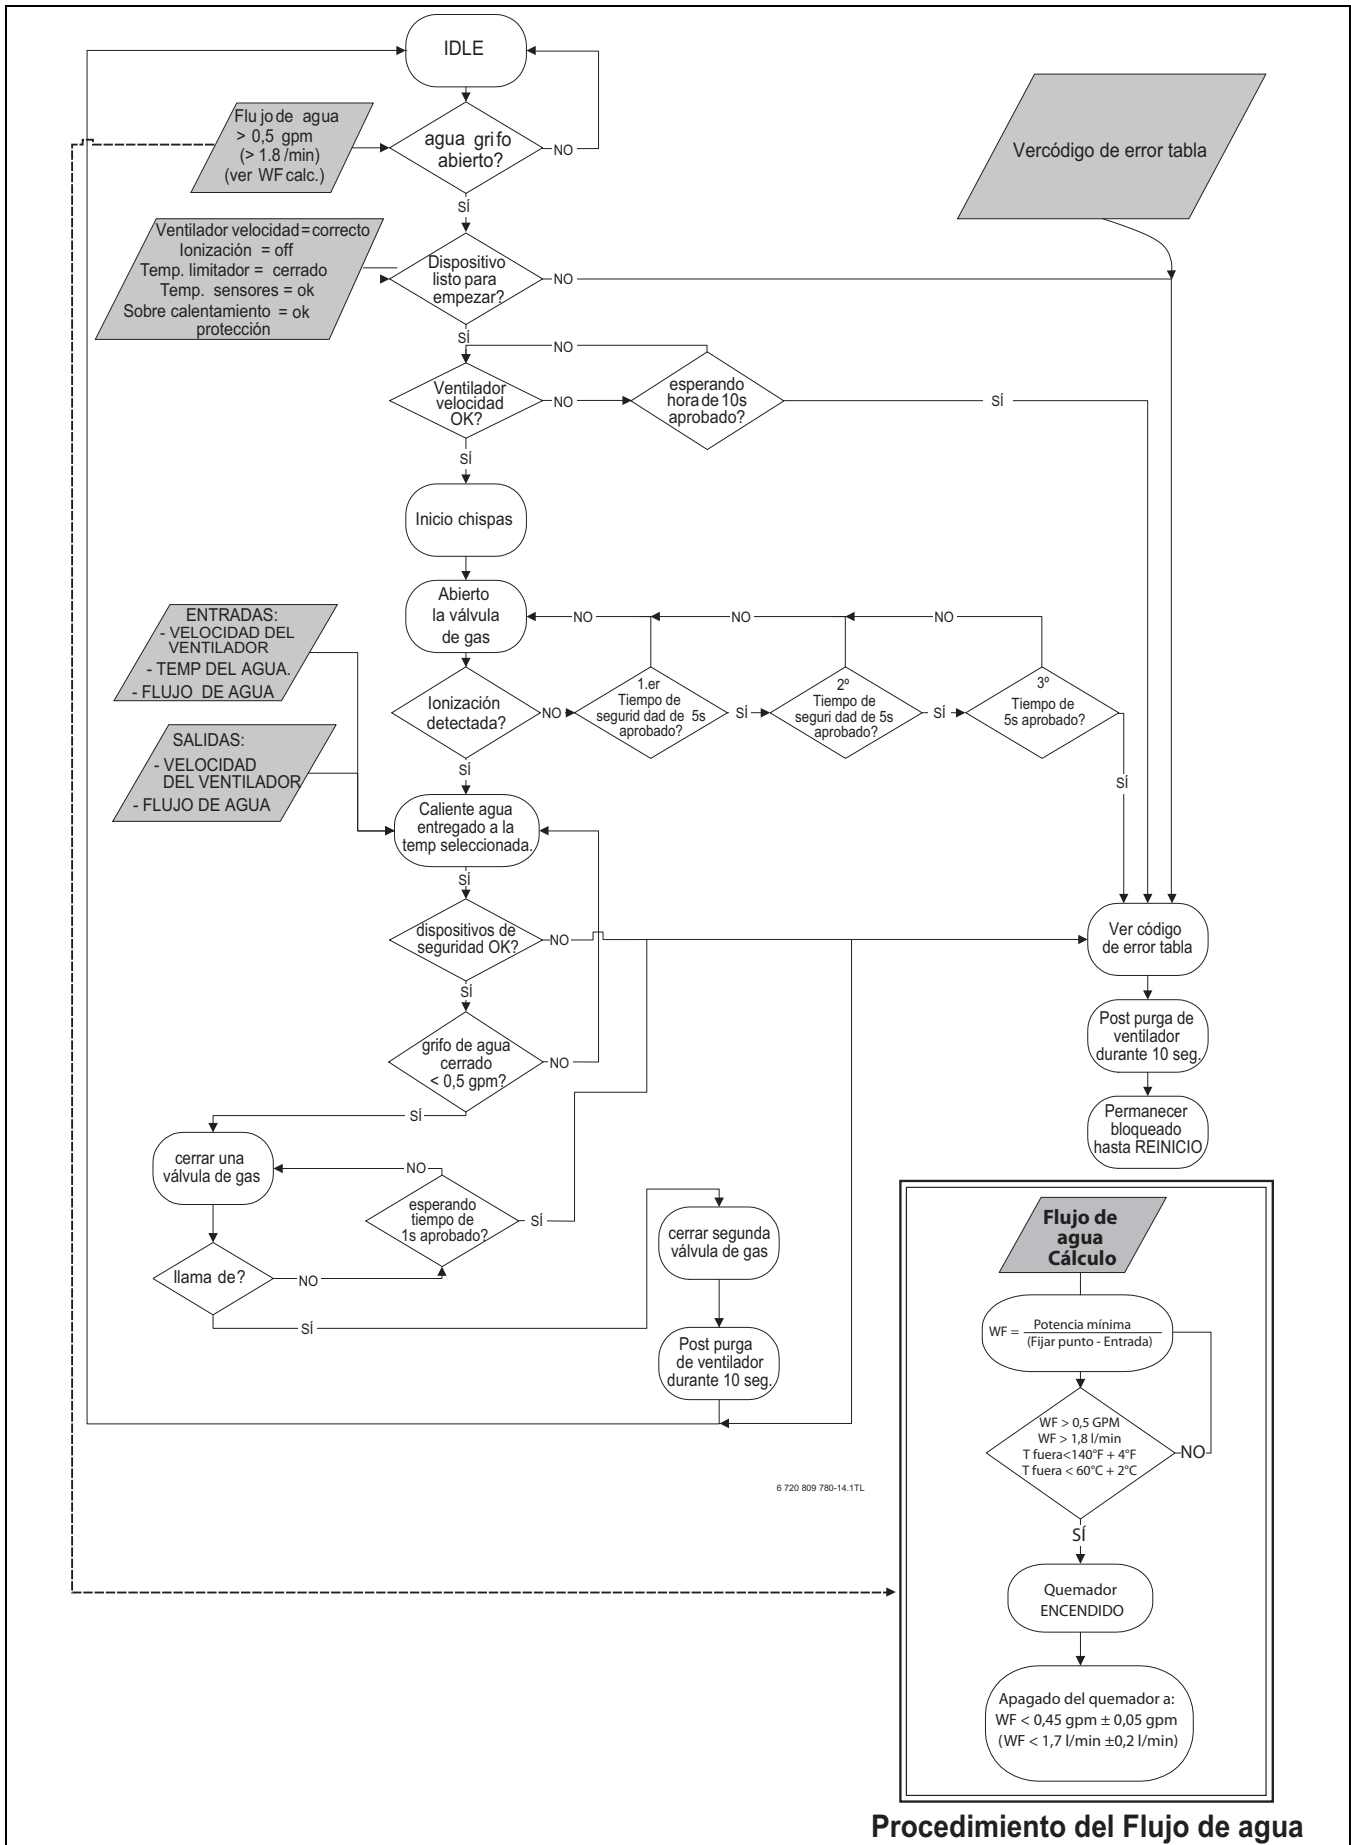 IDLE
Flu jo de agua
> 0,5 gpm
(> 1.8 /min)
(ver WF calc.)
agua grifo
abierto?
NO
SÍ
Vercódigo de error tabla
Ventilador velocidad = correcto
Ionización = off
Temp. limitador = cerrado
Temp. sensores = ok
Sobre calentamiento = ok
protección
Dispositivo
listo para
empezar?
NO
SÍ
NO
Ventilador
velocidad
OK?
NO
esperando
hora de 10s
aprobado?
SÍ
SÍ
Inicio chispas
Abierto
la válvula
de gas
NO
NO
NO
ENTRADAS:
- VELOCIDAD DEL
VENTILADOR
- TEMP DEL AGUA.
- FLUJO DE AGUA
Ionización
detectada?
NO
1.er
Tiempo de
segurid dad de 5s
aprobado?
SÍ
2º
Tiempo de
seguri dad de 5s
aprobado?
SÍ
3º
Tiempo de
5s aprobado?
SÍ
SÍ
SALIDAS:
- VELOCIDAD
DEL VENTILADOR
- FLUJO DE AGUA
Caliente agua
entregado a la
temp seleccionada.
SÍ
dispositivos de
seguridad OK?
NO
SÍ
Ver código
de error tabla
Post purga de
ventilador
durante 10 seg.
Permanecer
bloqueado
hasta REINICIO
grifo de agua
cerrado
< 0,5 gpm?
NO
SÍ
cerrar una
válvula de gas
NO
esperando
tiempo de
1s aprobado?
SÍ
llama de?
NO
SÍ
cerrar segunda
válvula de gas
Post purga
de ventilador
durante 10 seg.
6 720 809 780-14.1TL
Flujo de
agua
Cálculo
WF = Potencia mínima
(Fijar punto - Entrada)
WF > 0,5 GPM
WF > 1,8 l/min
T fuera<140°F + 4°F
T fuera < 60°C + 2°C
NO
SÍ
Quemador
ENCENDIDO
Apagado del quemador a:
WF < 0,45 gpm ± 0,05 gpm
(WF < 1,7 l/min ±0,2 l/min)
Procedimiento del Flujo de agua